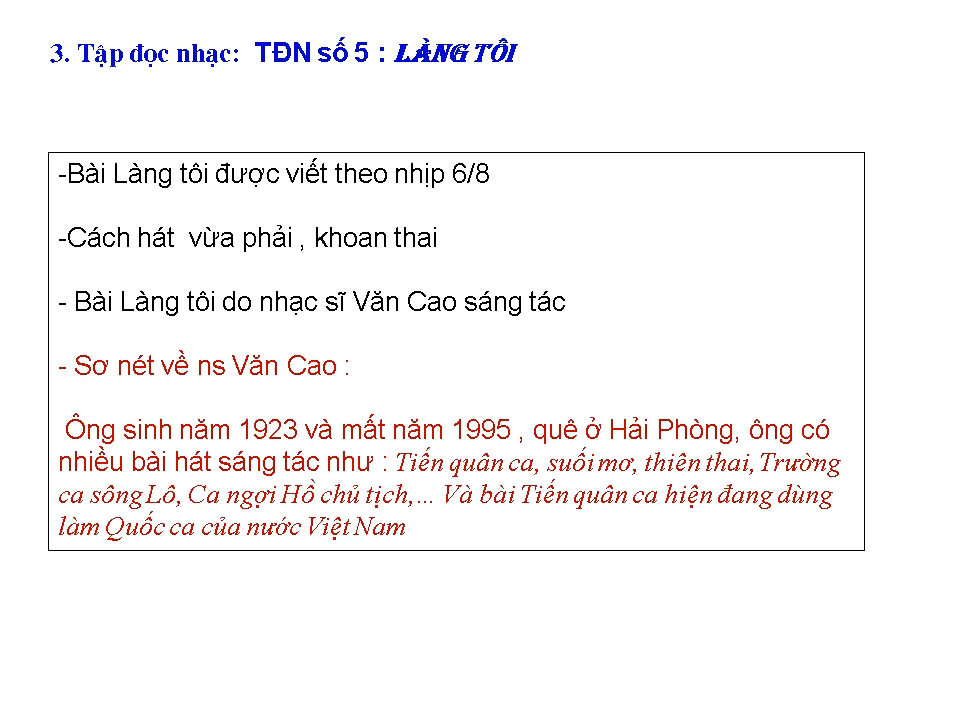 3. Tập đọc nhạc: TĐN số 5 : LÀNG TÔI
-Bài Làng tôi được viết theo nhịp 6/8
-Cách hát vừa phải , khoan thai
- Bài Làng tôi do nhạc sĩ Văn Cao sáng tác
- Sơ nét về ns Văn Cao :
Ông sinh năm 1923 và mất năm 1995 , quê ở Hải Phòng, ông có
nhiều bài hát sáng tác như : Tiến quân ca, suối mơ, thiên thai, Trường
ca sông Lô, Ca ngợi Hồ chủ tịch,... Và bài Tiến quân ca hiện đang dùng
làm Quốc ca của nước Việt Nam